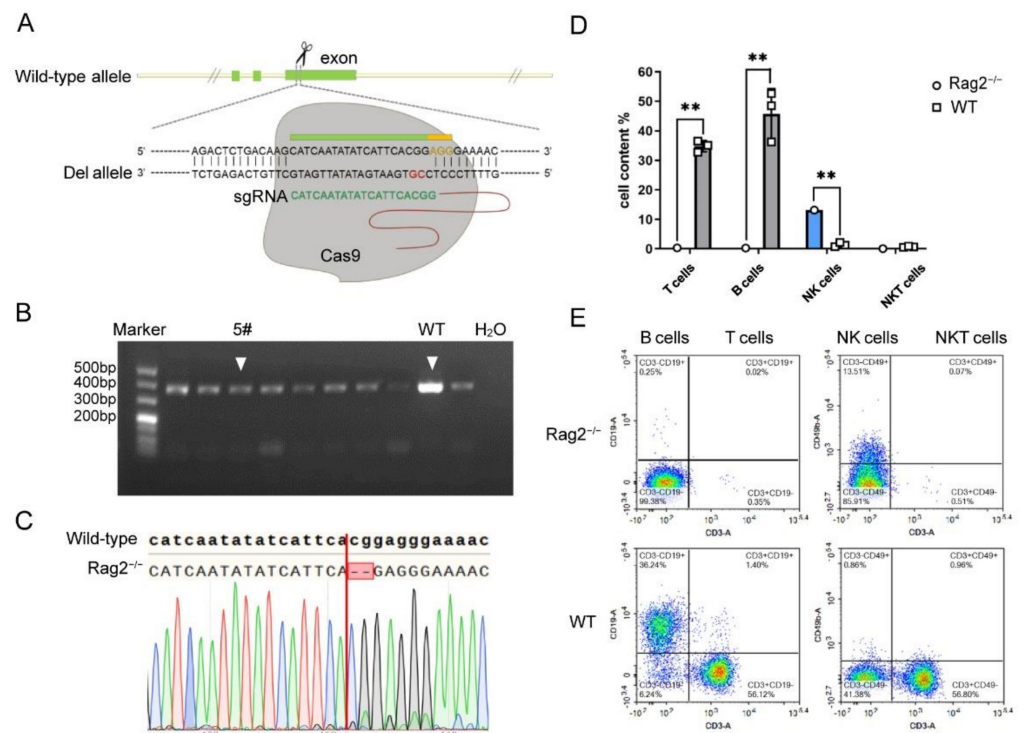 A
Wild-type allele
exon
5' AGACTCTGACAAGCATCAATATATCATTCACGGAGGGAAAAC 3'
Del allele
3' TCTGAGACTGTTCGTAGTTATATAGTAAGTGCCTCCCTTTTG 5'
sgRNA CATCAATATATCATTCACGG
Cas9
B
Marker 5# WT H₂O
500bp
400bp
300bp
200bp
C
Wild-type catcaatatatcattcacggagggaaaac
Rag2⁻/⁻ CATCAATATATCATTCA--GAGGGAAAAC
D
cell content %
60
50
40
30
20
10
0
** ** **
Rag2⁻/⁻
WT
T cells
B cells
NK cells
NKT cells
E
B cells T cells NK cells NKT cells
Rag2⁻/⁻
CD3-CD19+
0.25%
CD3+CD19+
0.02%
CD3-CD19-
99.38%
CD3+CD19-
0.35%
CD19-A
CD3-A
CD3-CD49+
13.51%
CD3+CD49+
0.07%
CD3-CD49-
85.91%
CD3+CD49-
0.51%
CD49b-A
CD3-A
WT
CD3-CD19+
36.24%
CD3+CD19+
1.40%
CD3-CD19-
6.24%
CD3+CD19-
56.12%
CD19-A
CD3-A
CD3-CD49+
0.86%
CD3+CD49+
0.96%
CD3-CD49-
41.38%
CD3+CD49-
56.80%
CD49b-A
CD3-A